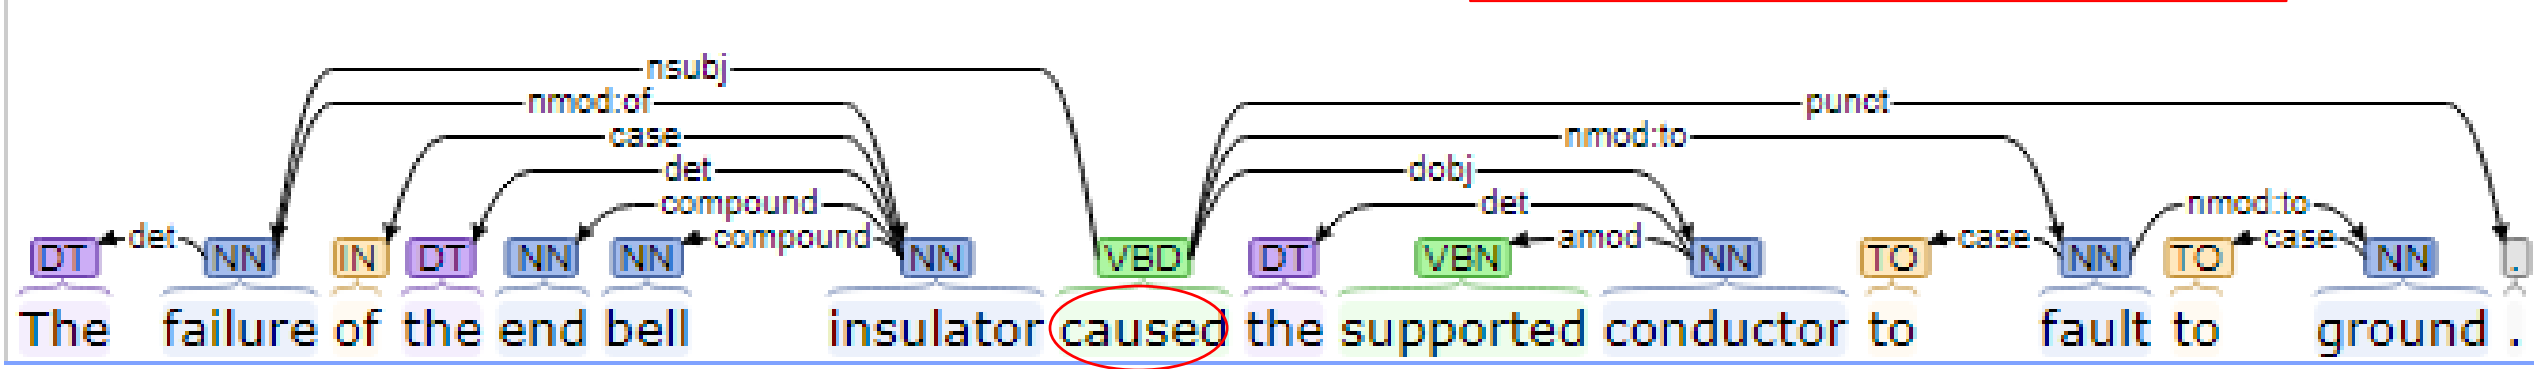 nsubj
nmod:of punct
case nmod:to
det dobj
compound det nmod:to
det compound amod case case
DT NN IN DT NN NN NN VBD DT VBN NN TO NN TO NN .
The failure of the end bell insulator caused the supported conductor to fault to ground .